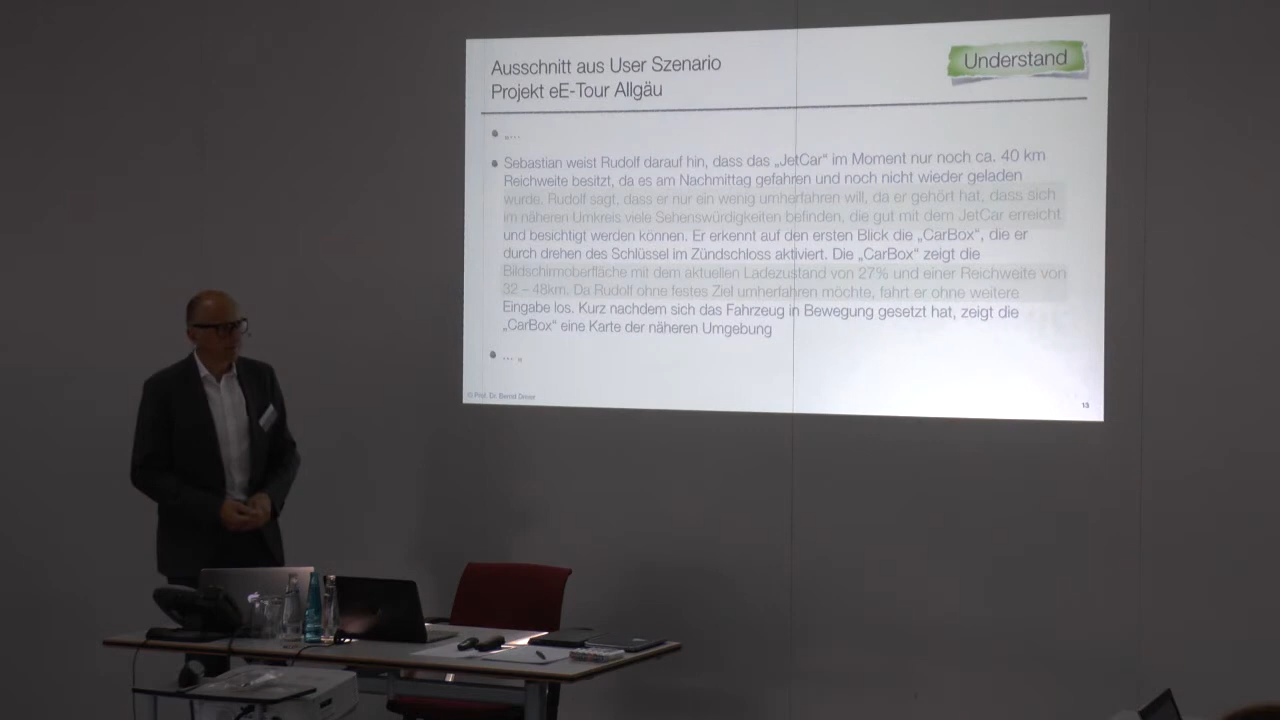 Ausschnitt aus User Szenario
Projekt eE-Tour Allgäu
Understand
„...
Sebastian weist Rudolf darauf hin, dass das „JetCar“ im Moment nur noch ca. 40 km
Reichweite besitzt, da es am Nachmittag gefahren und noch nicht wieder geladen
wurde. Rudolf sagt, dass er nur ein wenig umherfahren will, da er gehört hat, dass sich
im näheren Umkreis viele Sehenswürdigkeiten befinden, die gut mit dem JetCar erreicht
und besichtigt werden können. Er erkennt auf den ersten Blick die „CarBox“, die er
durch drehen des Schlüssel im Zündschloss aktiviert. Die „CarBox“ zeigt die
Bildschirmoberfläche mit dem aktuellen Ladezustand von 27% und einer Reichweite von
32 – 48km. Da Rudolf ohne festes Ziel umherfahren möchte, fährt er ohne weitere
Eingabe los. Kurz nachdem sich das Fahrzeug in Bewegung gesetzt hat, zeigt die
„CarBox“ eine Karte der näheren Umgebung
... „
© Prof. Dr. Bernd
13